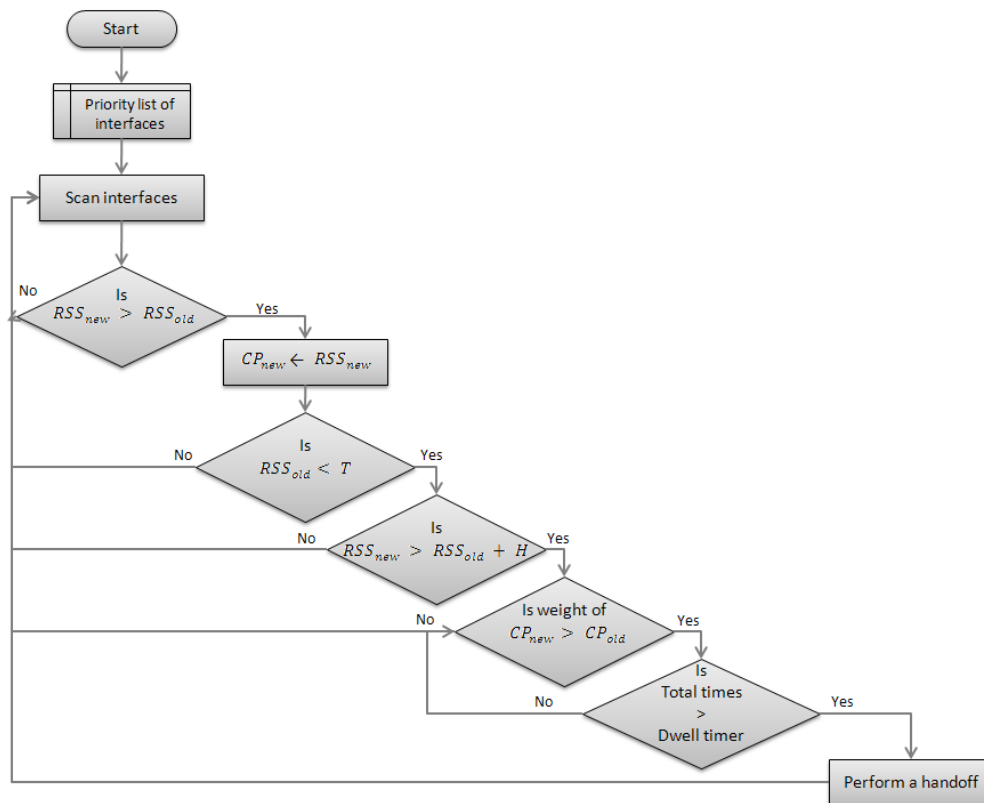 Start
Priority list of
interfaces
Scan interfaces
No
Is
RSS_new > RSS_old
Yes
CP_new ← RSS_new
No
Is
RSS_old < T
Yes
No
Is
RSS_new > RSS_old + H
Yes
No
Is weight of
CP_new > CP_old
Yes
No
Is
Total times
>
Dwell timer
Yes
Perform a handoff